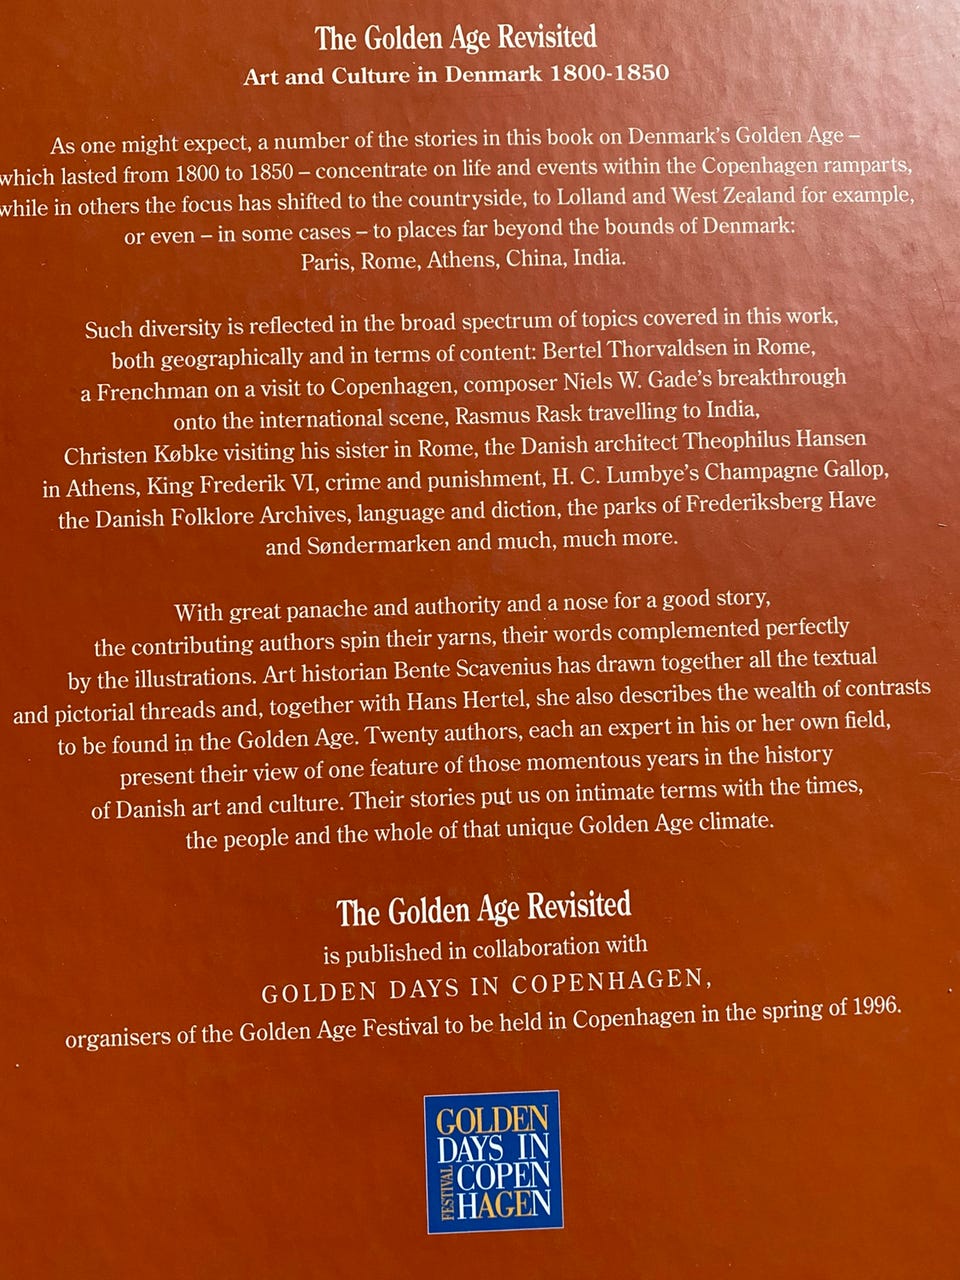 The Golden Age Revisited
Art and Culture in Denmark 1800-1850
As one might expect, a number of the stories in this book on Denmark's Golden Age –
which lasted from 1800 to 1850 – concentrate on life and events within the Copenhagen ramparts,
while in others the focus has shifted to the countryside, to Lolland and West Zealand for example,
or even – in some cases – to places far beyond the bounds of Denmark:
Paris, Rome, Athens, China, India.
Such diversity is reflected in the broad spectrum of topics covered in this work,
both geographically and in terms of content: Bertel Thorvaldsen in Rome,
a Frenchman on a visit to Copenhagen, composer Niels W. Gade's breakthrough
onto the international scene, Rasmus Rask travelling to India,
Christen Købke visiting his sister in Rome, the Danish architect Theophilus Hansen
in Athens, King Frederik VI, crime and punishment, H. C. Lumbye's Champagne Gallop,
the Danish Folklore Archives, language and diction, the parks of Frederiksberg Have
and Søndermarken and much, much more.
With great panache and authority and a nose for a good story,
the contributing authors spin their yarns, their words complemented perfectly
by the illustrations. Art historian Bente Scavenius has drawn together all the textual
and pictorial threads and, together with Hans Hertel, she also describes the wealth of contrasts
to be found in the Golden Age. Twenty authors, each an expert in his or her own field,
present their view of one feature of those momentous years in the history
of Danish art and culture. Their stories put us on intimate terms with the times,
the people and the whole of that unique Golden Age climate.
The Golden Age Revisited
is published in collaboration with
GOLDEN DAYS IN COPENHAGEN,
organisers of the Golden Age Festival to be held in Copenhagen in the spring of 1996.
GOLDEN
DAYS IN
COPEN
HAGEN
FESTIVAL